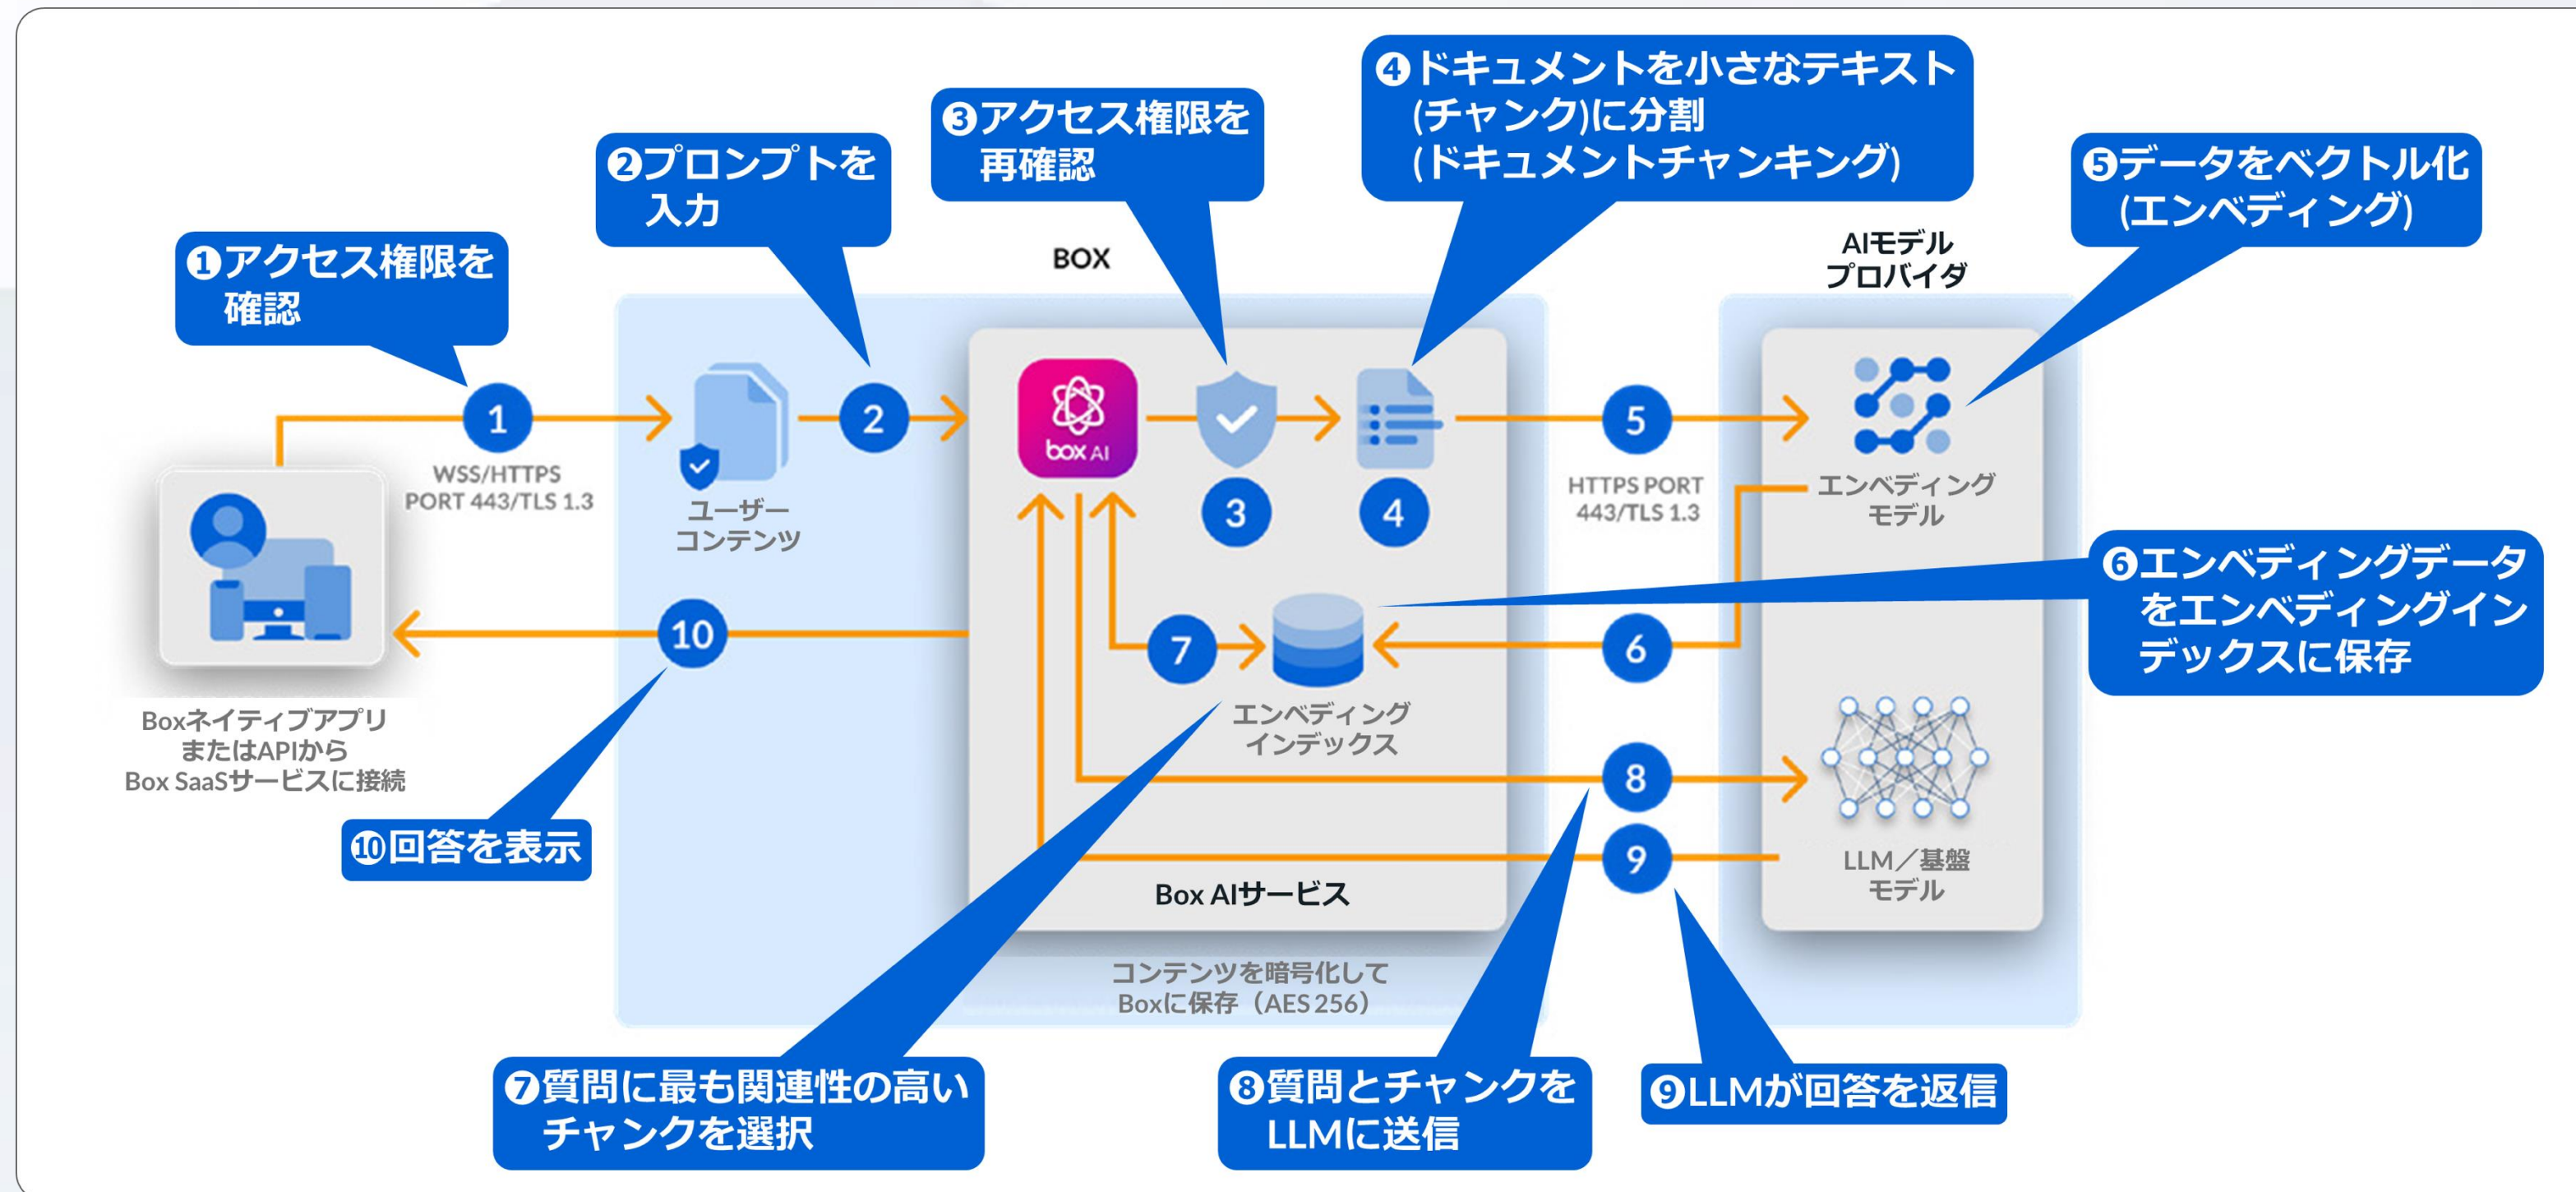 ❶アクセス権限を
確認
❷プロンプトを
入力
❸アクセス権限を
再確認
❹ドキュメントを小さなテキスト
(チャンク)に分割
(ドキュメントチャンキング)
❺データをベクトル化
(エンベディング)
BOX
AIモデル
プロバイダ
1
WSS/HTTPS
PORT 443/TLS 1.3
ユーザー
コンテンツ
2
box AI
3
4
5
HTTPS PORT
443/TLS 1.3
エンベディング
モデル
❻エンベディングデータ
をエンベディングイン
デックスに保存
10
7
6
エンベディング
インデックス
Boxネイティブアプリ
またはAPIから
Box SaaSサービスに接続
8
9
LLM／基盤
モデル
❿回答を表示
Box AIサービス
コンテンツを暗号化して
Boxに保存（AES 256）
❼質問に最も関連性の高い
チャンクを選択
❽質問とチャンクを
LLMに送信
❾LLMが回答を返信